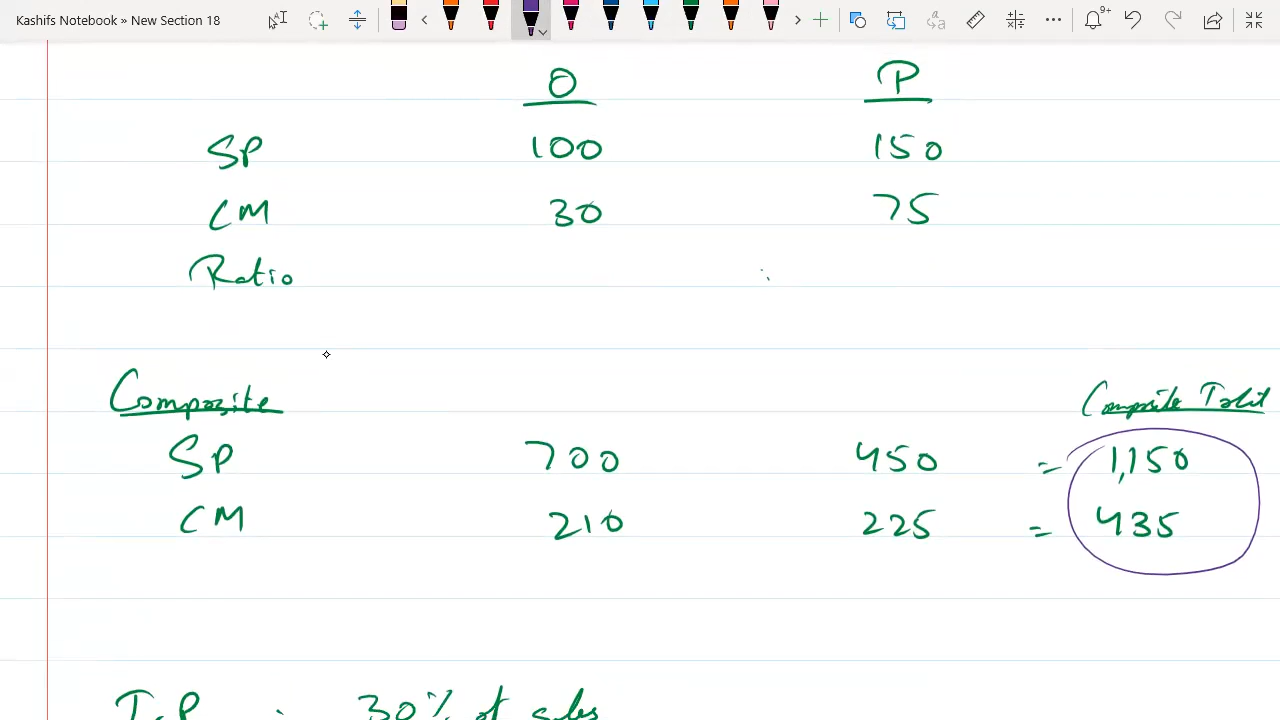 Kashifs Notebook » New Section 18
9+
O P
SP 100 150
CM 30 75
Ratio
Composite
Composite Total
SP 700 450 = 1,150
CM 210 225 = 435
30% of sales